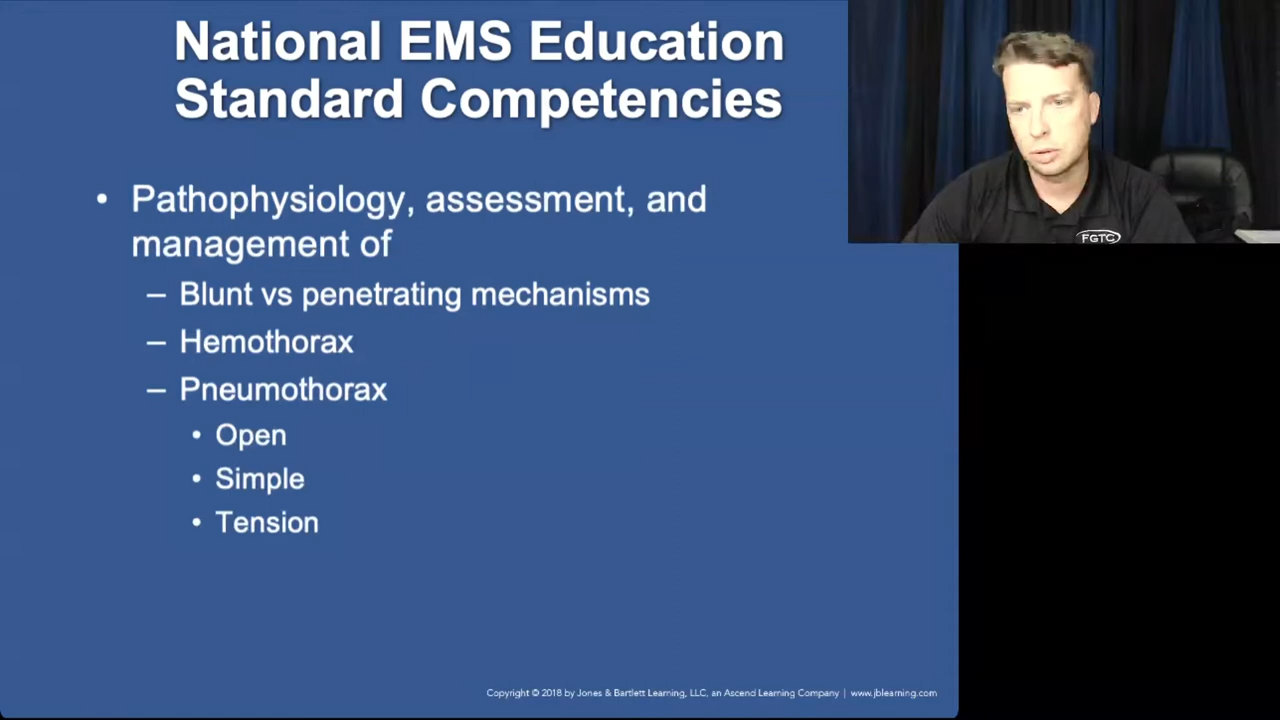 National EMS Education
Standard Competencies
• Pathophysiology, assessment, and
management of
– Blunt vs penetrating mechanisms
– Hemothorax
– Pneumothorax
• Open
• Simple
• Tension
Copyright © 2018 by Jones & Bartlett Learning, LLC, an Ascend Learning Company | www.jblearning.com
FGTC